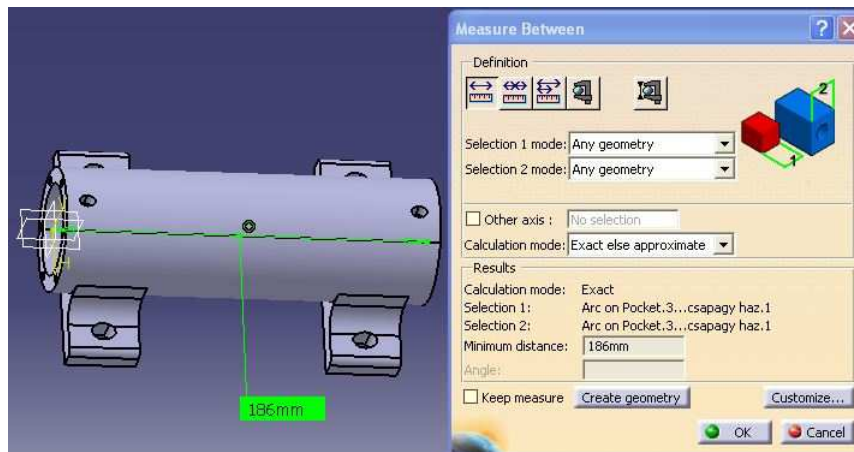 Measure Between
Definition
2
1
Selection 1 mode: Any geometry
Selection 2 mode: Any geometry
Other axis : No selection
Calculation mode: Exact else approximate
Results
Calculation mode: Exact
Selection 1: Arc on Pocket.3...csapagy haz.1
Selection 2: Arc on Pocket.3...csapagy haz.1
Minimum distance: 186mm
Angle:
Keep measure Create geometry Customize...
OK Cancel
186mm